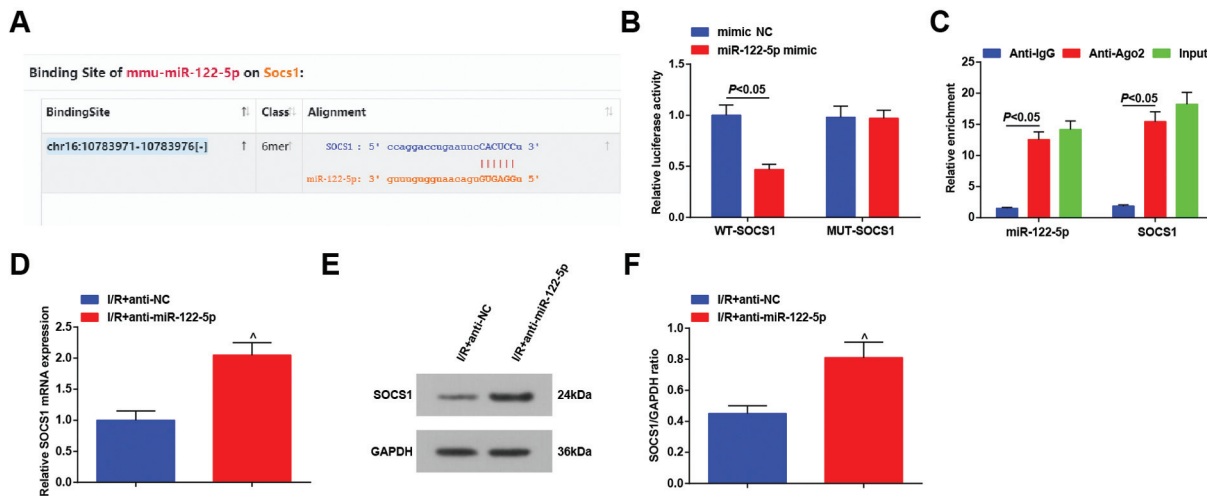 A
Binding Site of mmu-miR-122-5p on Socs1:
BindingSite Class Alignment
chr16:10783971-10783976[-] 6mer
SOCS1 : 5' ccaggaccugaauucCACUCCu 3'
miR-122-5p: 3' guuugugguaacaguGUGAGGu 5'
B
mimic NC
miR-122-5p mimic
Relative luciferase activity
1.5
1.0
0.5
0.0
P<0.05
WT-SOCS1 MUT-SOCS1
C
Anti-IgG Anti-Ago2 Input
Relative enrichment
25
20
15
10
5
0
P<0.05 P<0.05
miR-122-5p SOCS1
D
I/R+anti-NC
I/R+anti-miR-122-5p
Relative SOCS1 mRNA expression
2.5
2.0
1.5
1.0
0.5
0.0
^
E
I/R+anti-NC
I/R+anti-miR-122-5p
SOCS1 24kDa
GAPDH 36kDa
F
I/R+anti-NC
I/R+anti-miR-122-5p
SOCS1/GAPDH ratio
1.0
0.8
0.6
0.4
0.2
0.0
^